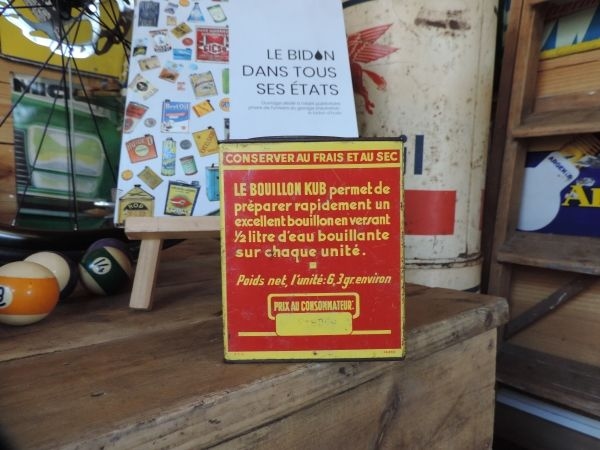 LE BIDON
DANS TOUS
SES ÉTATS
CONSERVER AU FRAIS ET AU SEC
LE BOUILLON KUB permet de
préparer rapidement un
excellent bouillon en versant
½ litre d'eau bouillante
sur chaque unité.
Poids net, l'unité: 6,3 gr. environ
PRIX AU CONSOMMATEUR: